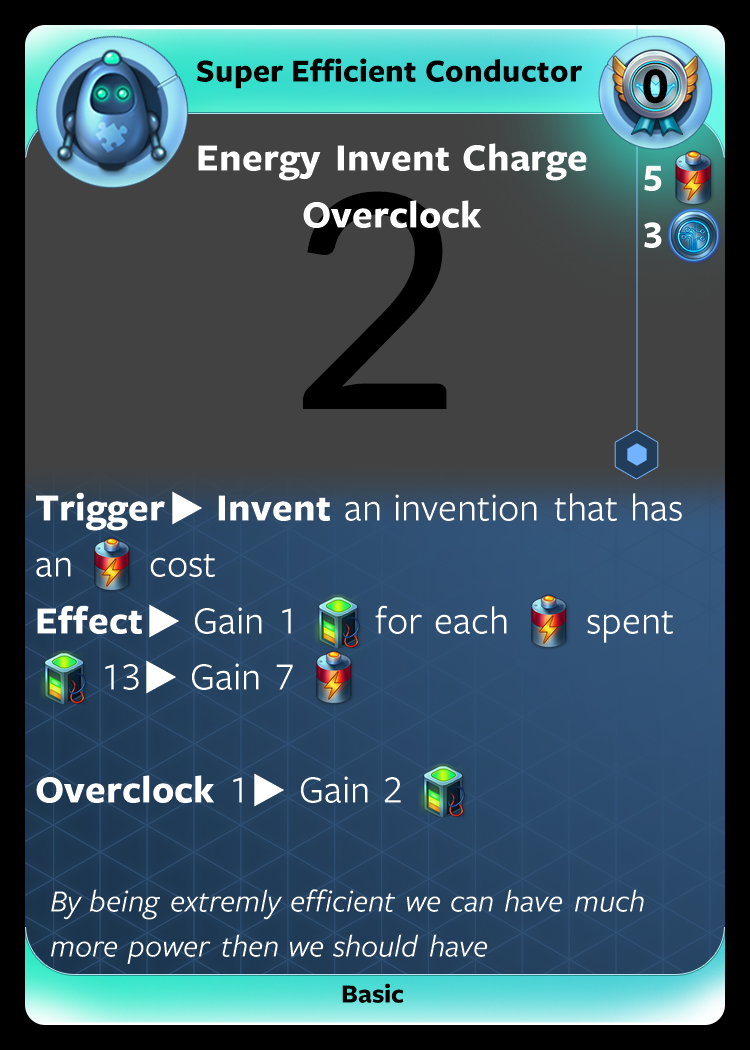 Super Efficient Conductor
0
Energy Invent Charge
Overclock
5
3
2
Trigger▶ Invent an invention that has
an cost
Effect▶ Gain 1 for each spent
13▶ Gain 7
Overclock 1▶ Gain 2
By being extremly efficient we can have much
more power then we should have
Basic